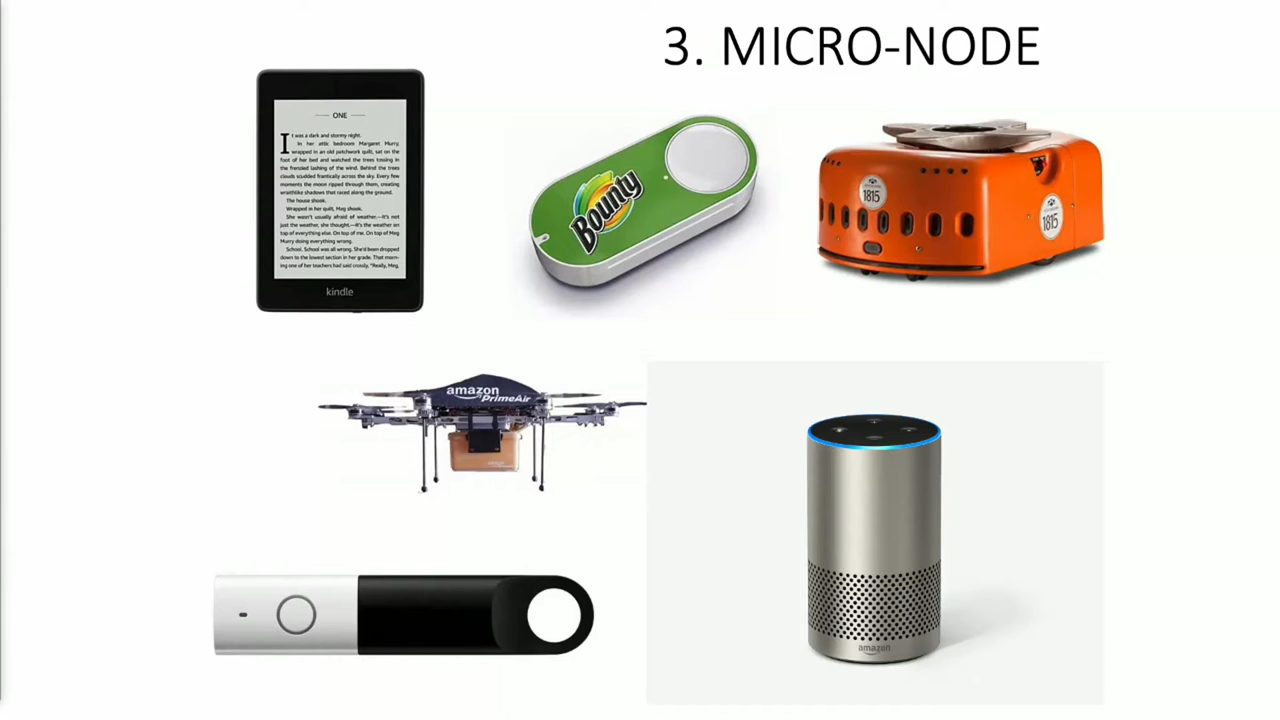 3. MICRO-NODE
ONE
It was a dark and stormy night.
In her attic bedroom Margaret Murry,
wrapped in an old patchwork quilt, sat on the
foot of her bed and watched the trees tossing in
the frenzied lashing of the wind. Behind the trees
clouds scudded frantically across the sky. Every few
moments the moon ripped through them, creating
wraithlike shadows that raced along the ground.
The house shook.
Wrapped in her quilt, Meg shook.
She wasn't usually afraid of weather.—It's not
just the weather, she thought.—It's the weather on
top of everything else. On top of me. On top of Meg
Murry doing everything wrong.
School. School was all wrong. She'd been dropped
down to the lowest section in her grade. That morn-
ing one of her teachers had said crossly, "Really, Meg,
kindle
Bounty
1815
1815
amazon
PrimeAir
amazon